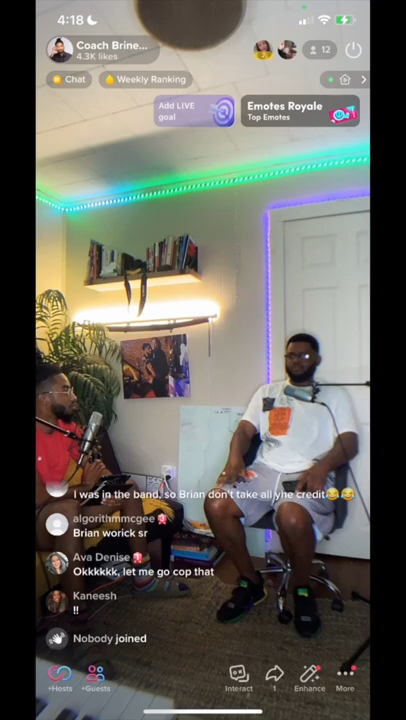 4:18
Coach Brine...
4.3K likes
12
Chat
Weekly Ranking
Add LIVE
goal
Emotes Royale
Top Emotes
I was in the band, so Brian don't take all yhe credit😂😂
algorithmmcgee
Brian worick sr
Ava Denise
Okkkkkk, let me go cop that
Kaneesh
‼️
Nobody joined
+Hosts
+Guests
Interact
1
Enhance
More